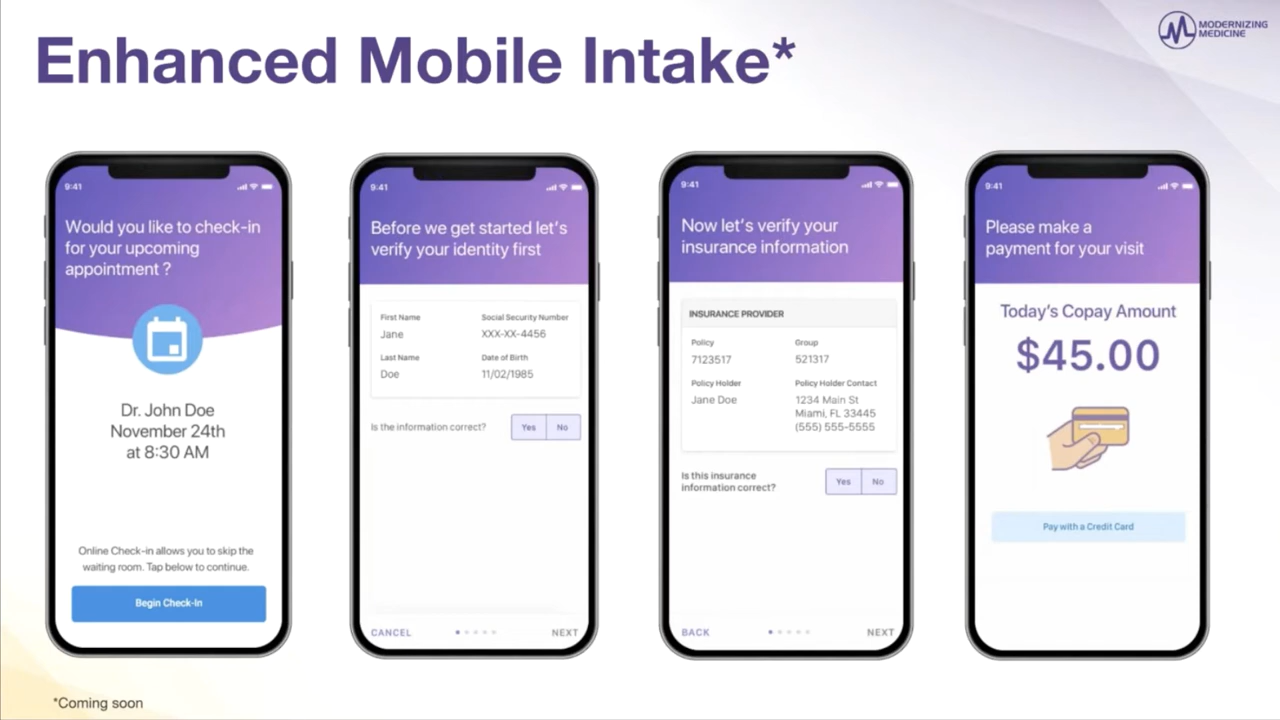 Enhanced Mobile Intake*
MODERNIZING
MEDICINE
9:41
Would you like to check-in
for your upcoming
appointment ?
Dr. John Doe
November 24th
at 8:30 AM
Online Check-in allows you to skip the
waiting room. Tap below to continue.
Begin Check-In
9:41
Before we get started let's
verify your identity first
First Name
Social Security Number
Jane
XXX-XX-4456
Last Name
Date of Birth
Doe
11/02/1985
Is the information correct?
Yes
No
CANCEL
NEXT
9:41
Now let's verify your
insurance information
INSURANCE PROVIDER
Policy
Group
7123517
521317
Policy Holder
Policy Holder Contact
Jane Doe
1234 Main St
Miami, FL 33445
(555) 555-5555
Is this insurance
information correct?
Yes
No
BACK
NEXT
9:41
Please make a
payment for your visit
Today's Copay Amount
$45.00
Pay with a Credit Card
*Coming soon